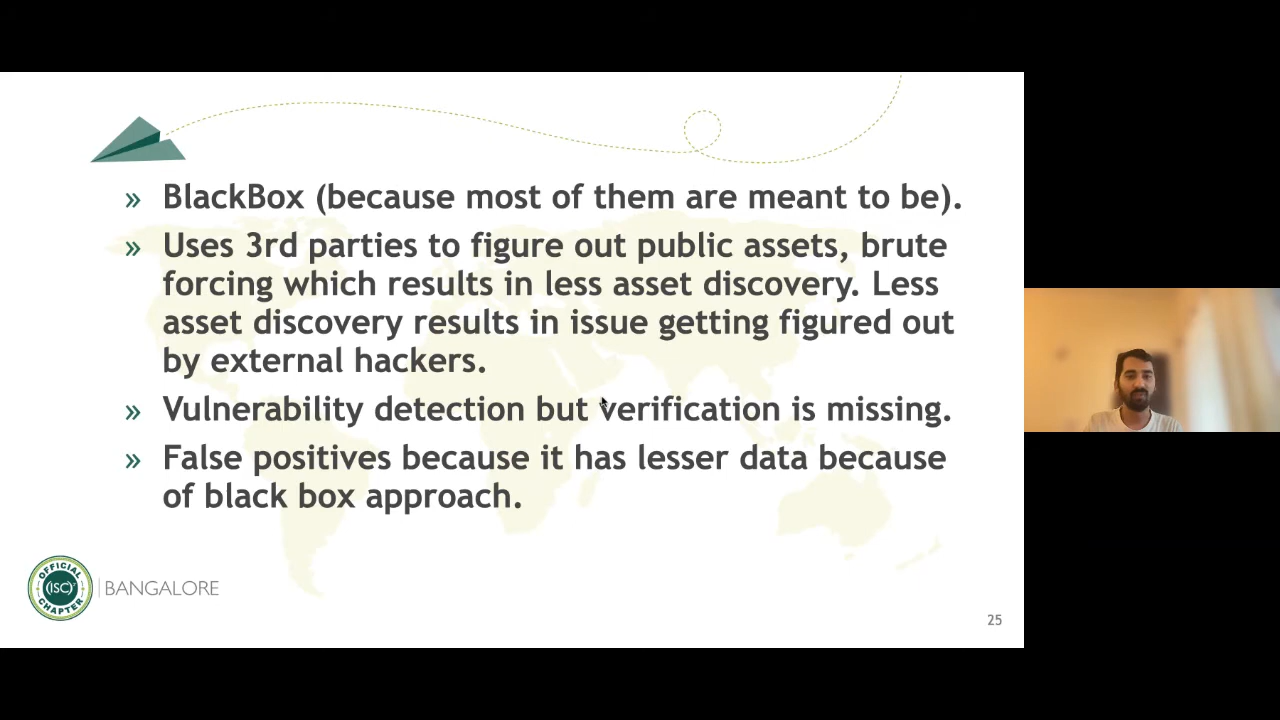 » BlackBox (because most of them are meant to be).
» Uses 3rd parties to figure out public assets, brute
forcing which results in less asset discovery. Less
asset discovery results in issue getting figured out
by external hackers.
» Vulnerability detection but verification is missing.
» False positives because it has lesser data because
of black box approach.
OFFICIAL
(ISC)²
CHAPTER
BANGALORE
25